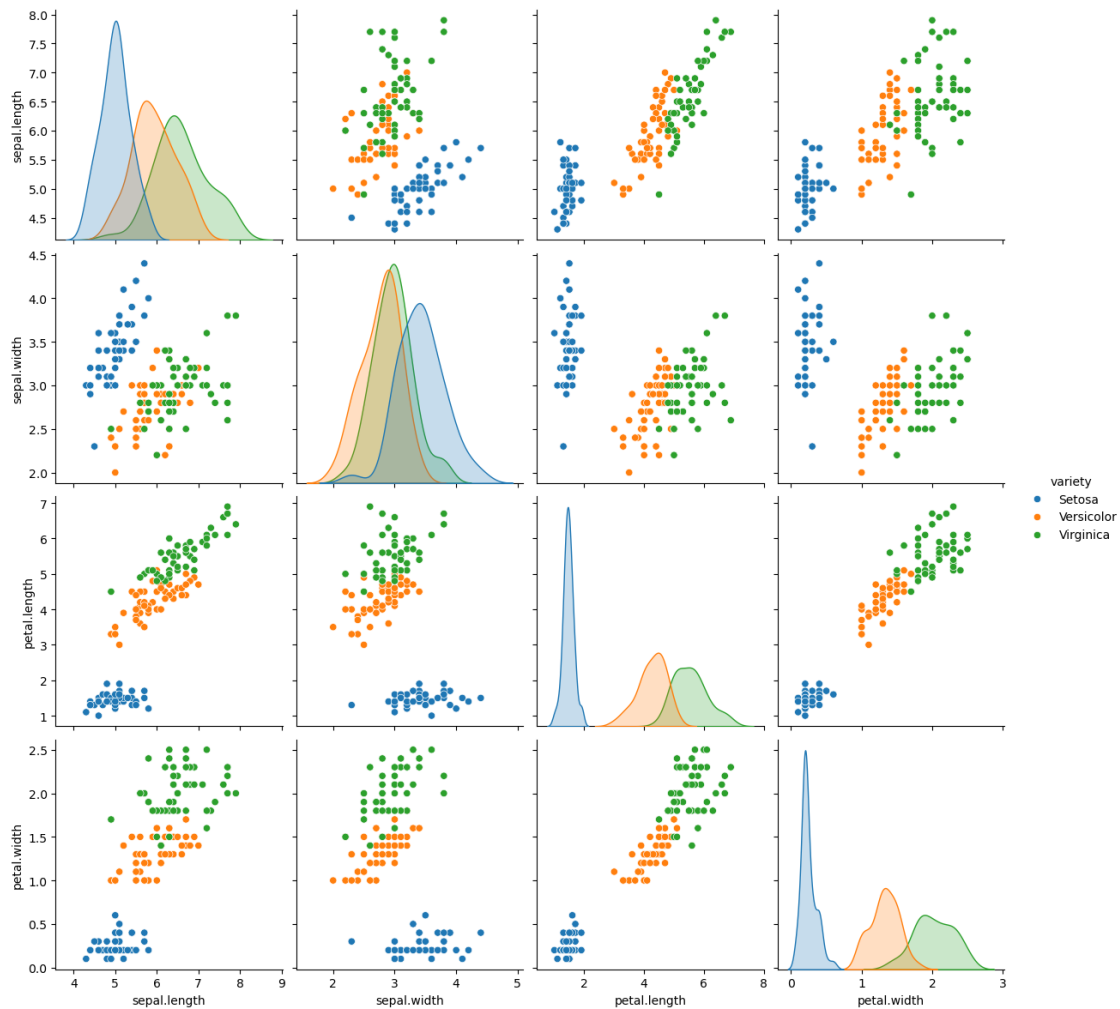 8.0
7.5
7.0
6.5
6.0
5.5
5.0
4.5
sepal.length
4.5
4.0
3.5
3.0
2.5
2.0
sepal.width
7
6
5
4
3
2
1
petal.length
2.5
2.0
1.5
1.0
0.5
0.0
petal.width
4 5 6 7 8 9
sepal.length
2 3 4 5
sepal.width
2 4 6 8
petal.length
0 1 2 3
petal.width
variety
Setosa
Versicolor
Virginica